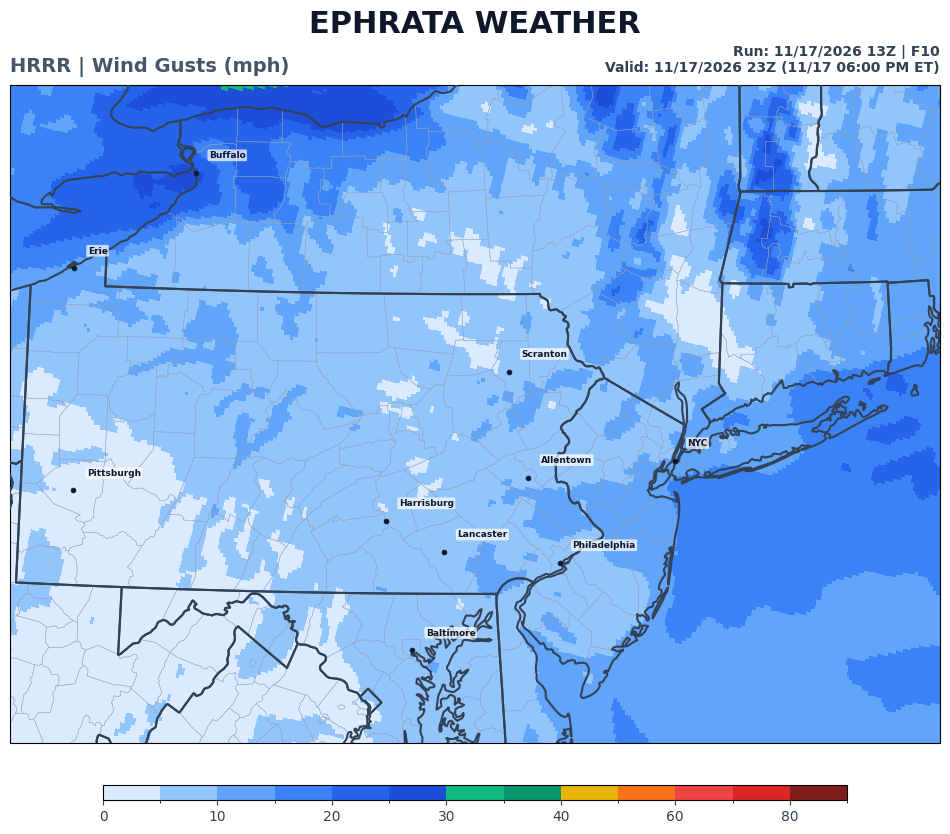 EPHRATA WEATHER
HRRR | Wind Gusts (mph)
Run: 11/17/2026 13Z | F10
Valid: 11/17/2026 23Z (11/17 06:00 PM ET)
Buffalo
Erie
Scranton
NYC
Allentown
Pittsburgh
Harrisburg
Lancaster
Philadelphia
Baltimore
0 10 20 30 40 60 80